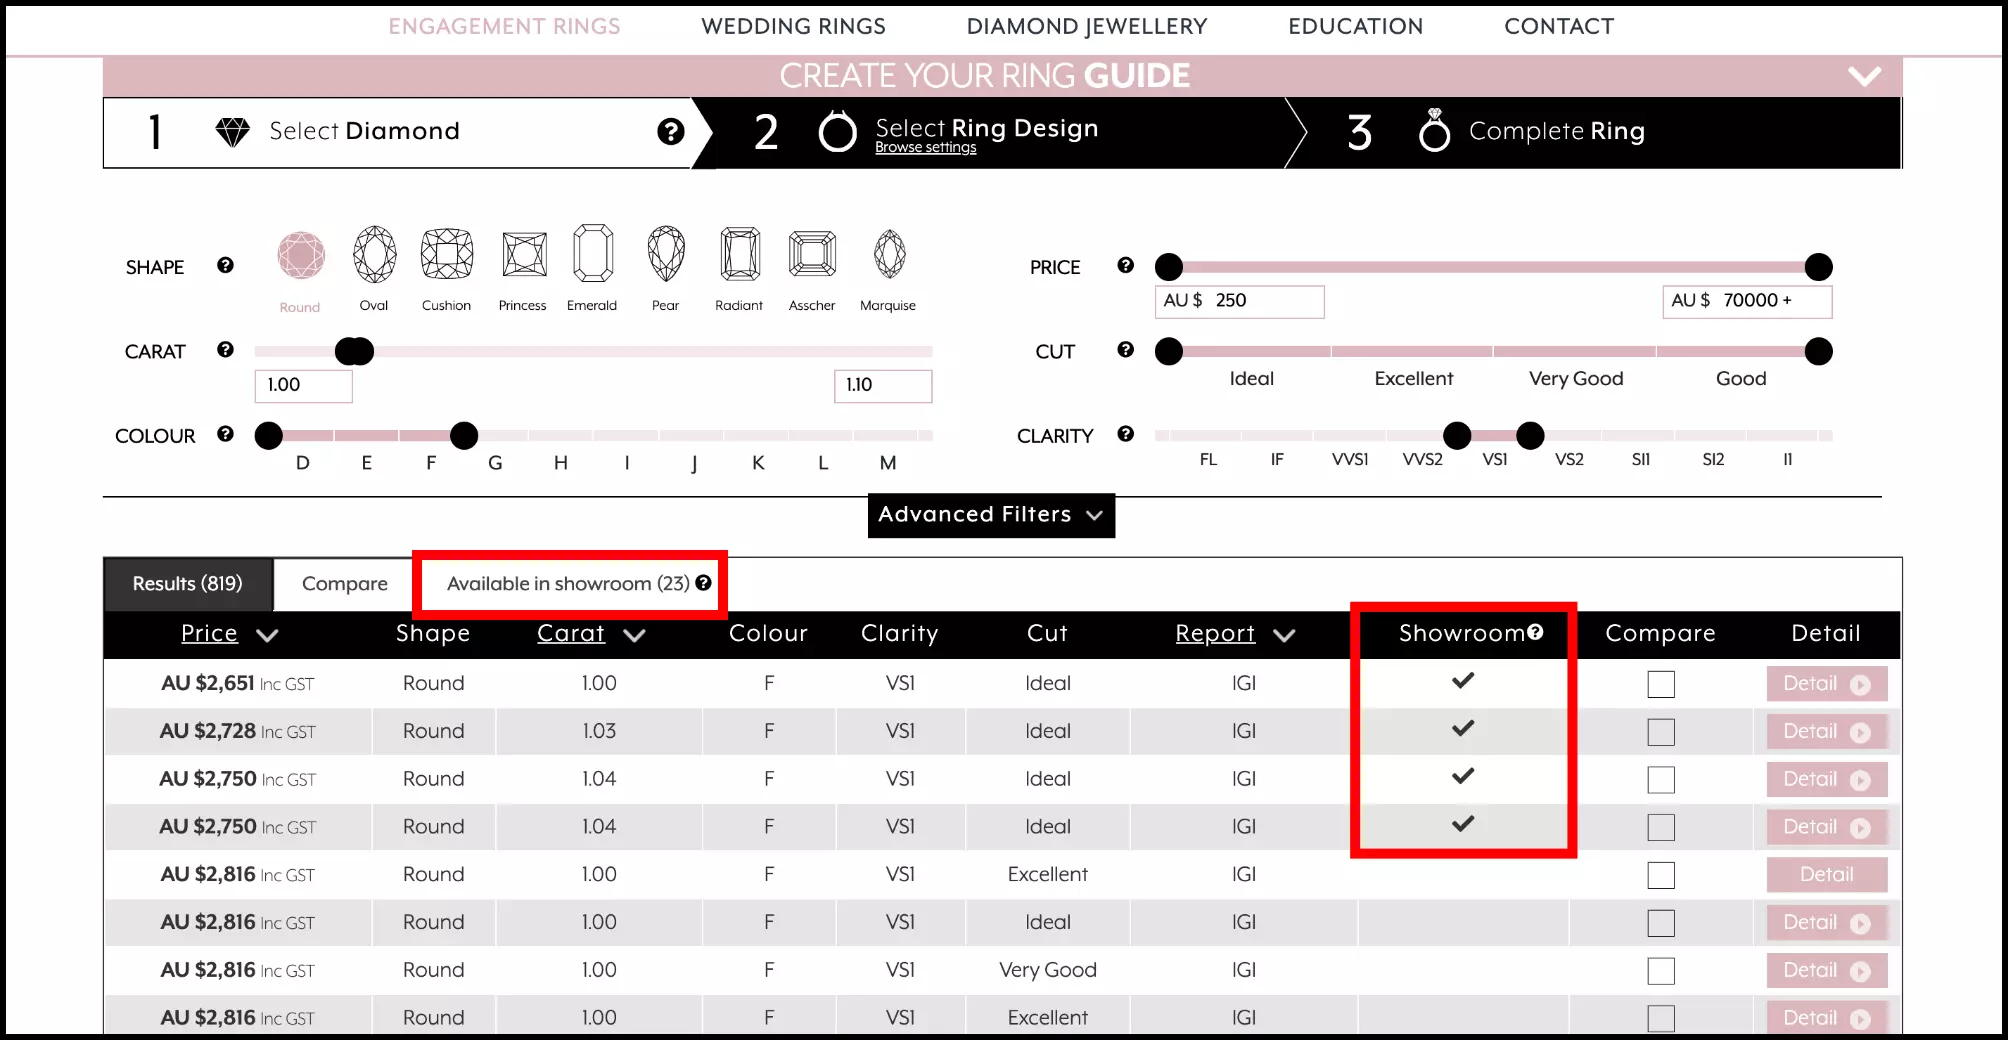 ENGAGEMENT RINGS WEDDING RINGS DIAMOND JEWELLERY EDUCATION CONTACT
CREATE YOUR RING GUIDE
1 Select Diamond ? 2 Select Ring Design 3 Complete Ring
Browse settings
SHAPE ? Round Oval Cushion Princess Emerald Pear Radiant Asscher Marquise
PRICE ?
AU $ 250 AU $ 70000 +
CARAT ?
1.00 1.10
CUT ?
Ideal Excellent Very Good Good
COLOUR ?
D E F G H I J K L M
CLARITY ?
FL IF VVS1 VVS2 VS1 VS2 SI1 SI2 I1
Advanced Filters
Results (819) Compare Available in showroom (23) ?
Price Shape Carat Colour Clarity Cut Report Showroom ? Compare Detail
AU $2,651 Inc GST Round 1.00 F VS1 Ideal IGI Detail
AU $2,728 Inc GST Round 1.03 F VS1 Ideal IGI Detail
AU $2,750 Inc GST Round 1.04 F VS1 Ideal IGI Detail
AU $2,750 Inc GST Round 1.04 F VS1 Ideal IGI Detail
AU $2,816 Inc GST Round 1.00 F VS1 Excellent IGI Detail
AU $2,816 Inc GST Round 1.00 F VS1 Ideal IGI Detail
AU $2,816 Inc GST Round 1.00 F VS1 Very Good IGI Detail
AU $2,816 Inc GST Round 1.00 F VS1 Excellent IGI Detail